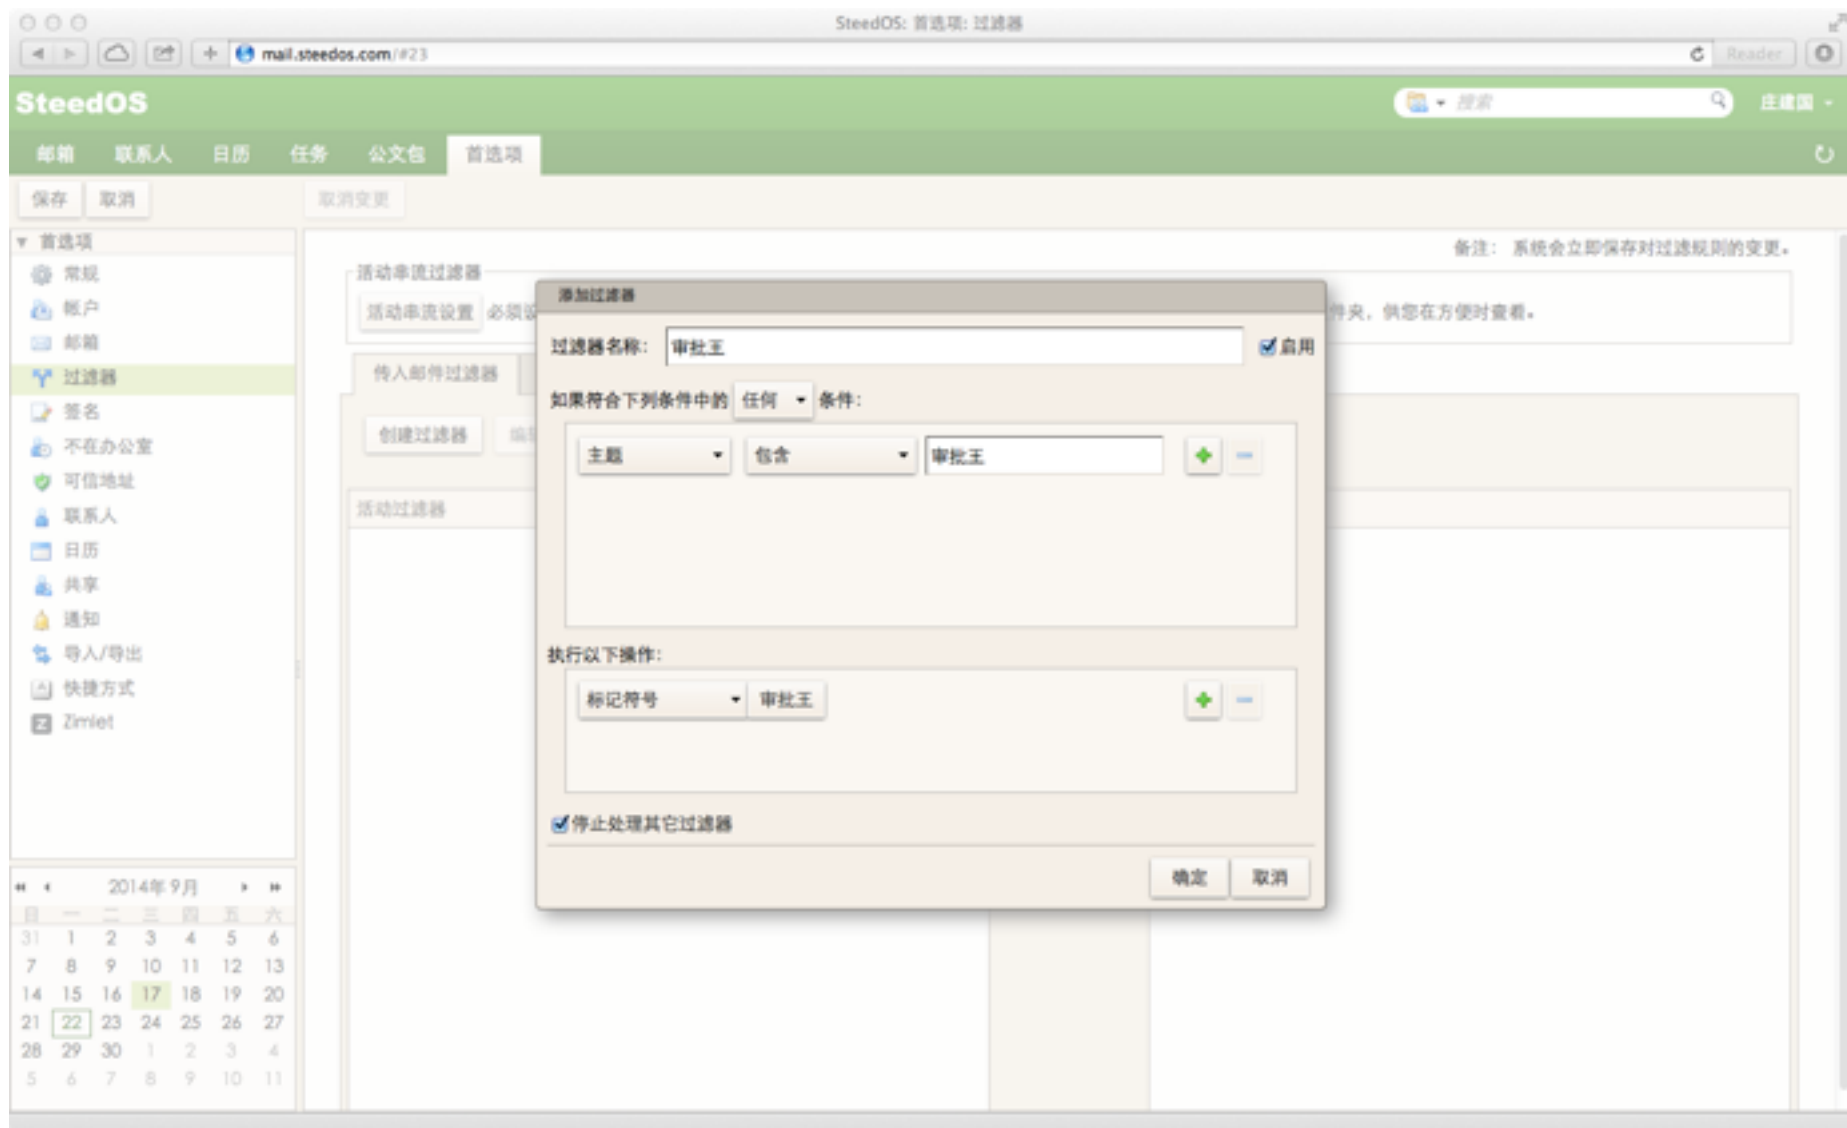 SteedOS: 首选项: 过滤器
mail.steedos.com/#23
Reader
SteedOS
搜索
庄建国
邮箱 联系人 日历 任务 公文包 首选项
保存 取消 取消变更
首选项
常规
帐户
邮箱
过滤器
签名
不在办公室
可信地址
联系人
日历
共享
通知
导入/导出
快捷方式
Zimlet
备注: 系统会立即保存对过滤规则的变更。
活动串流过滤器
活动串流设置 必须设
件夹,供您在方便时查看。
传入邮件过滤器
创建过滤器
活动过滤器
添加过滤器
过滤器名称: 审批王 启用
如果符合下列条件中的 任何 条件:
主题 包含 审批王
执行以下操作:
标记符号 审批王
停止处理其它过滤器
确定 取消
2014年 9月
日 一 二 三 四 五 六
31 1 2 3 4 5 6
7 8 9 10 11 12 13
14 15 16 17 18 19 20
21 22 23 24 25 26 27
28 29 30 1 2 3 4
5 6 7 8 9 10 11